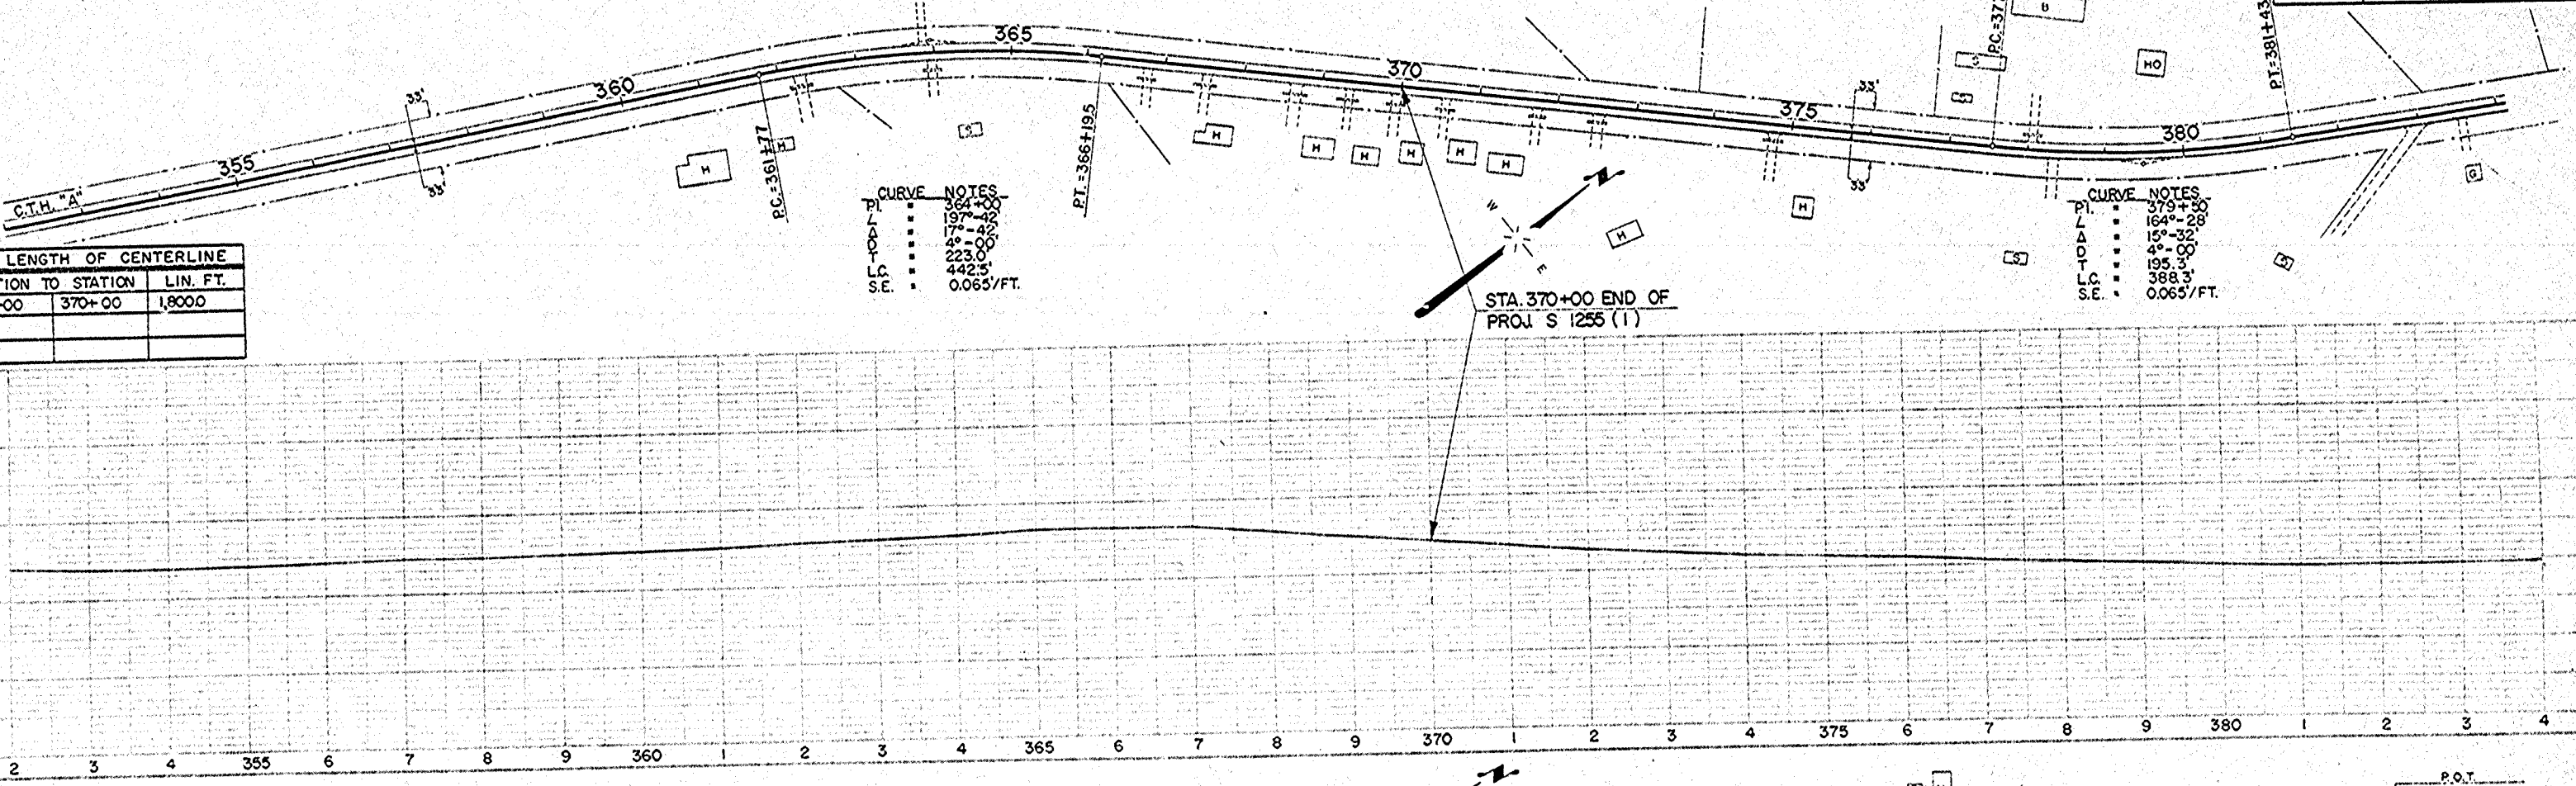 365
370
375
380
360
355
C.T.H. "A"
33'
33'
33'
33'
P.C.=361+77
P.T.=366+19.5
P.T.=381+43
B
S
S
HO
H
H
S
H
H
H
H
H
H
H
H
S
S
G
CURVE NOTES
P.I. = 364+00
∠ = 197°-42'
Δ = 17°-42'
D = 4°-00'
T = 223.0'
L.C. = 442.5'
S.E. = 0.065'/FT.
N
W
E
CURVE NOTES
P.I. = 379+50
∠ = 164°-28'
Δ = 15°-32'
D = 4°-00'
T = 195.3'
L.C. = 388.3'
S.E. = 0.065'/FT.
LENGTH OF CENTERLINE
TION TO STATION LIN. FT.
+00 370+00 1,800.0
STA. 370+00 END OF
PROJ. S 1255 (1)
2 3 4 355 6 7 8 9 360 1 2 3 4 365 6 7 8 9 370 1 2 3 4 375 6 7 8 9 380 1 2 3 4
N
P.O.T.